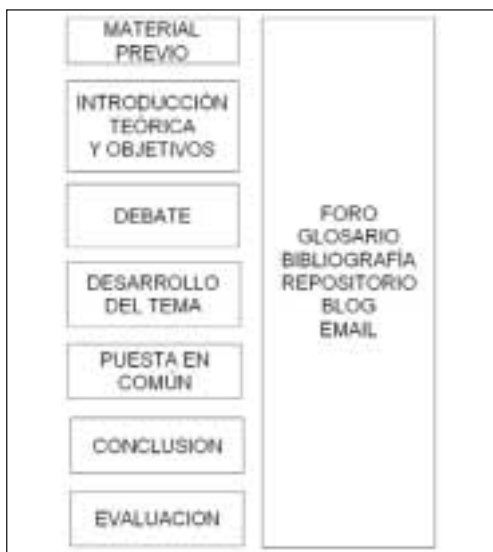 MATERIAL
PREVIO
INTRODUCCIÓN
TEÓRICA
Y OBJETIVOS
DEBATE
DESARROLLO
DEL TEMA
PUESTA EN
COMÚN
CONCLUSION
EVALUACION
FORO
GLOSARIO
BIBLIOGRAFÍA
REPOSITORIO
BLOG
EMAIL